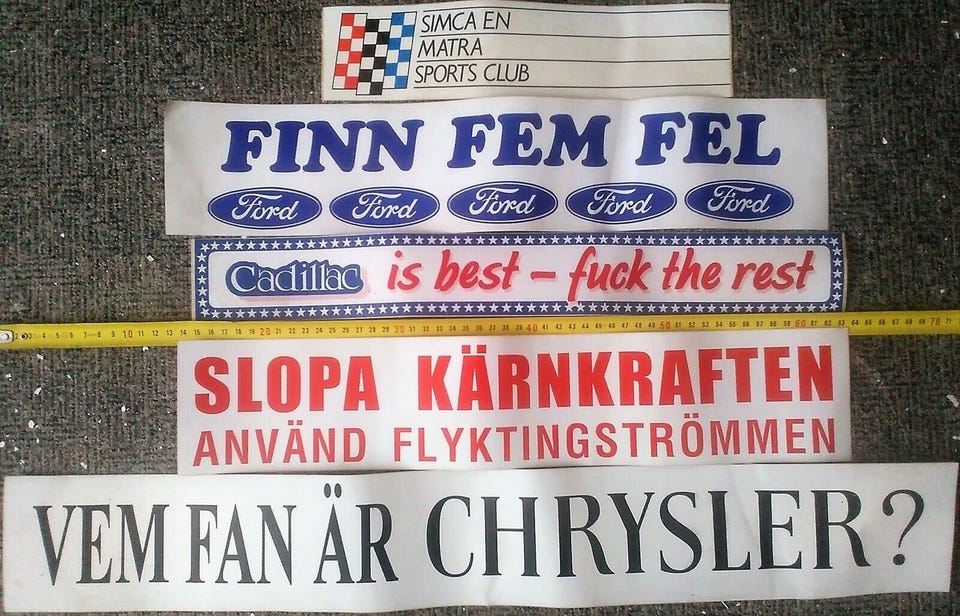 SIMCA EN
MATRA
SPORTS CLUB
FINN FEM FEL
Ford Ford Ford Ford Ford
Cadillac is best – fuck the rest
SLOPA KÄRNKRAFTEN
ANVÄND FLYKTINGSTRÖMMEN
VEM FAN ÄR CHRYSLER?